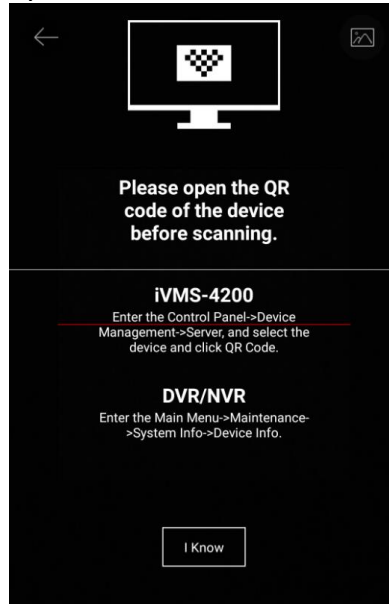 Please open the QR
code of the device
before scanning.
iVMS-4200
Enter the Control Panel->Device
Management->Server, and select the
device and click QR Code.
DVR/NVR
Enter the Main Menu->Maintenance-
>System Info->Device Info.
I Know